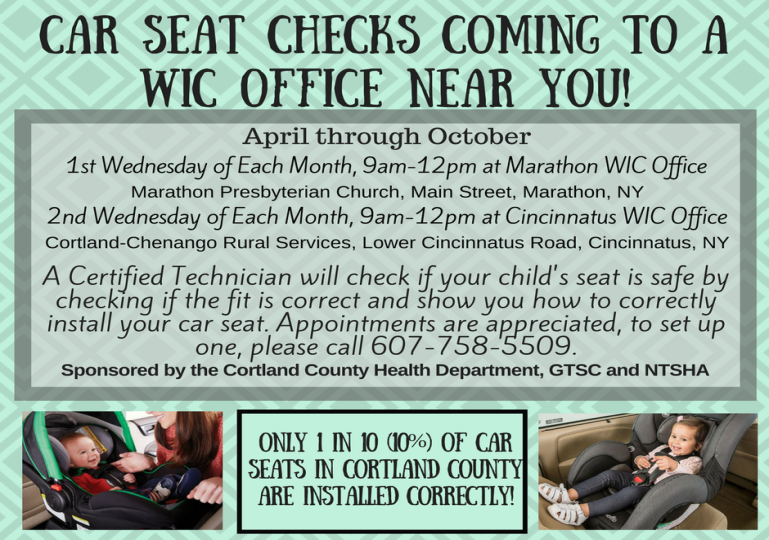 CAR SEAT CHECKS COMING TO A
WIC OFFICE NEAR YOU!
April through October
1st Wednesday of Each Month, 9am-12pm at Marathon WIC Office
Marathon Presbyterian Church, Main Street, Marathon, NY
2nd Wednesday of Each Month, 9am-12pm at Cincinnatus WIC Office
Cortland-Chenango Rural Services, Lower Cincinnatus Road, Cincinnatus, NY
A Certified Technician will check if your child's seat is safe by
checking if the fit is correct and show you how to correctly
install your car seat. Appointments are appreciated, to set up
one, please call 607-758-5509.
Sponsored by the Cortland County Health Department, GTSC and NTSHA
ONLY 1 IN 10 (10%) OF CAR
SEATS IN CORTLAND COUNTY
ARE INSTALLED CORRECTLY!